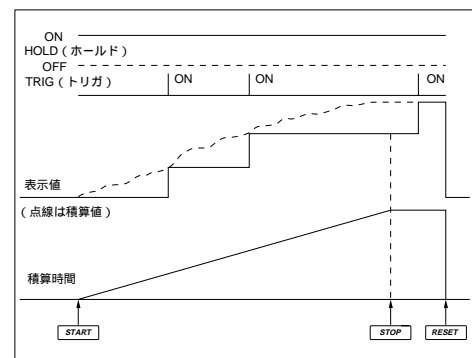 ON
HOLD(ホールド)
OFF
TRIG(トリガ) ON ON ON
表示値
(点線は積算値)
積算時間
START STOP RESET